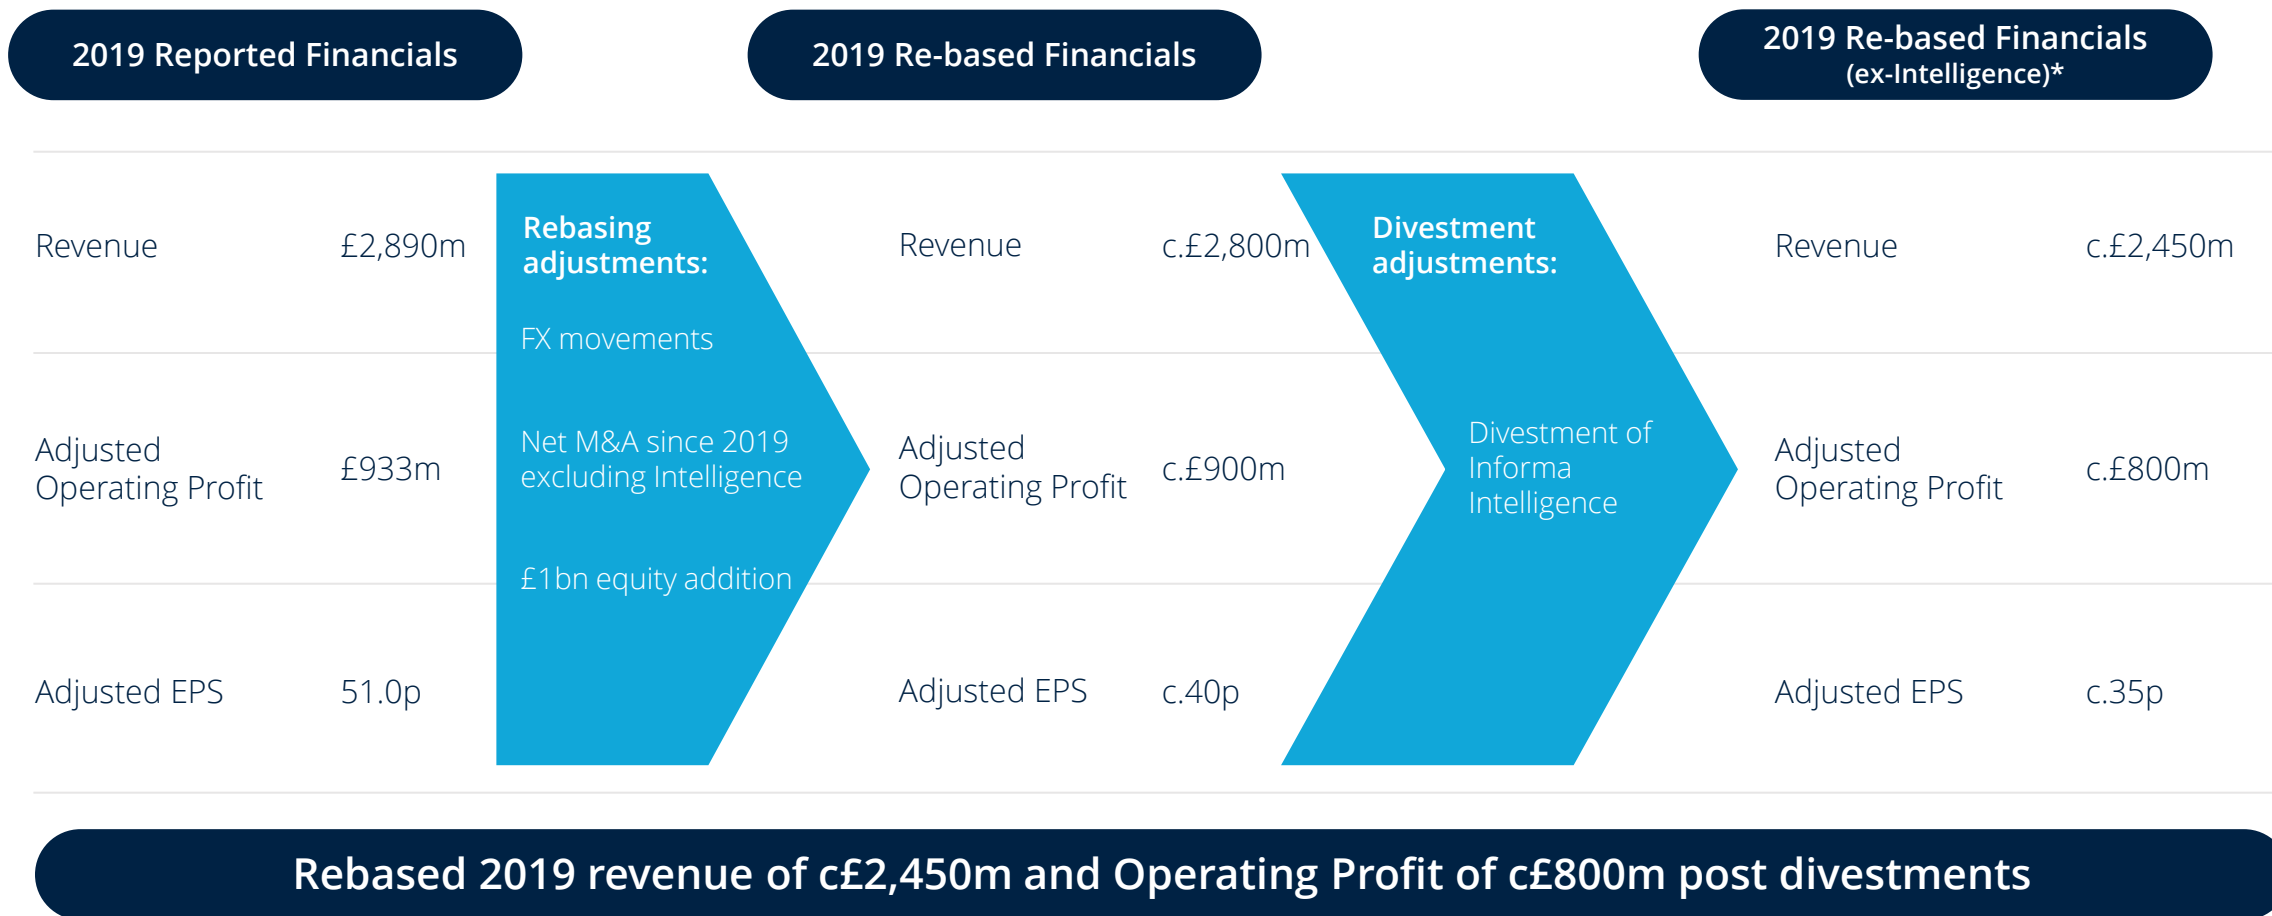 2019 Reported Financials
2019 Re-based Financials
2019 Re-based Financials
(ex-Intelligence)*
Revenue
£2,890m
Rebasing
adjustments:
FX movements
Net M&A since 2019
excluding Intelligence
£1bn equity addition
Revenue
c.£2,800m
Divestment
adjustments:
Divestment of
Informa
Intelligence
Revenue
c.£2,450m
Adjusted
Operating Profit
£933m
Adjusted
Operating Profit
c.£900m
Adjusted
Operating Profit
c.£800m
Adjusted EPS
51.0p
Adjusted EPS
c.40p
Adjusted EPS
c.35p
Rebased 2019 revenue of c£2,450m and Operating Profit of c£800m post divestments